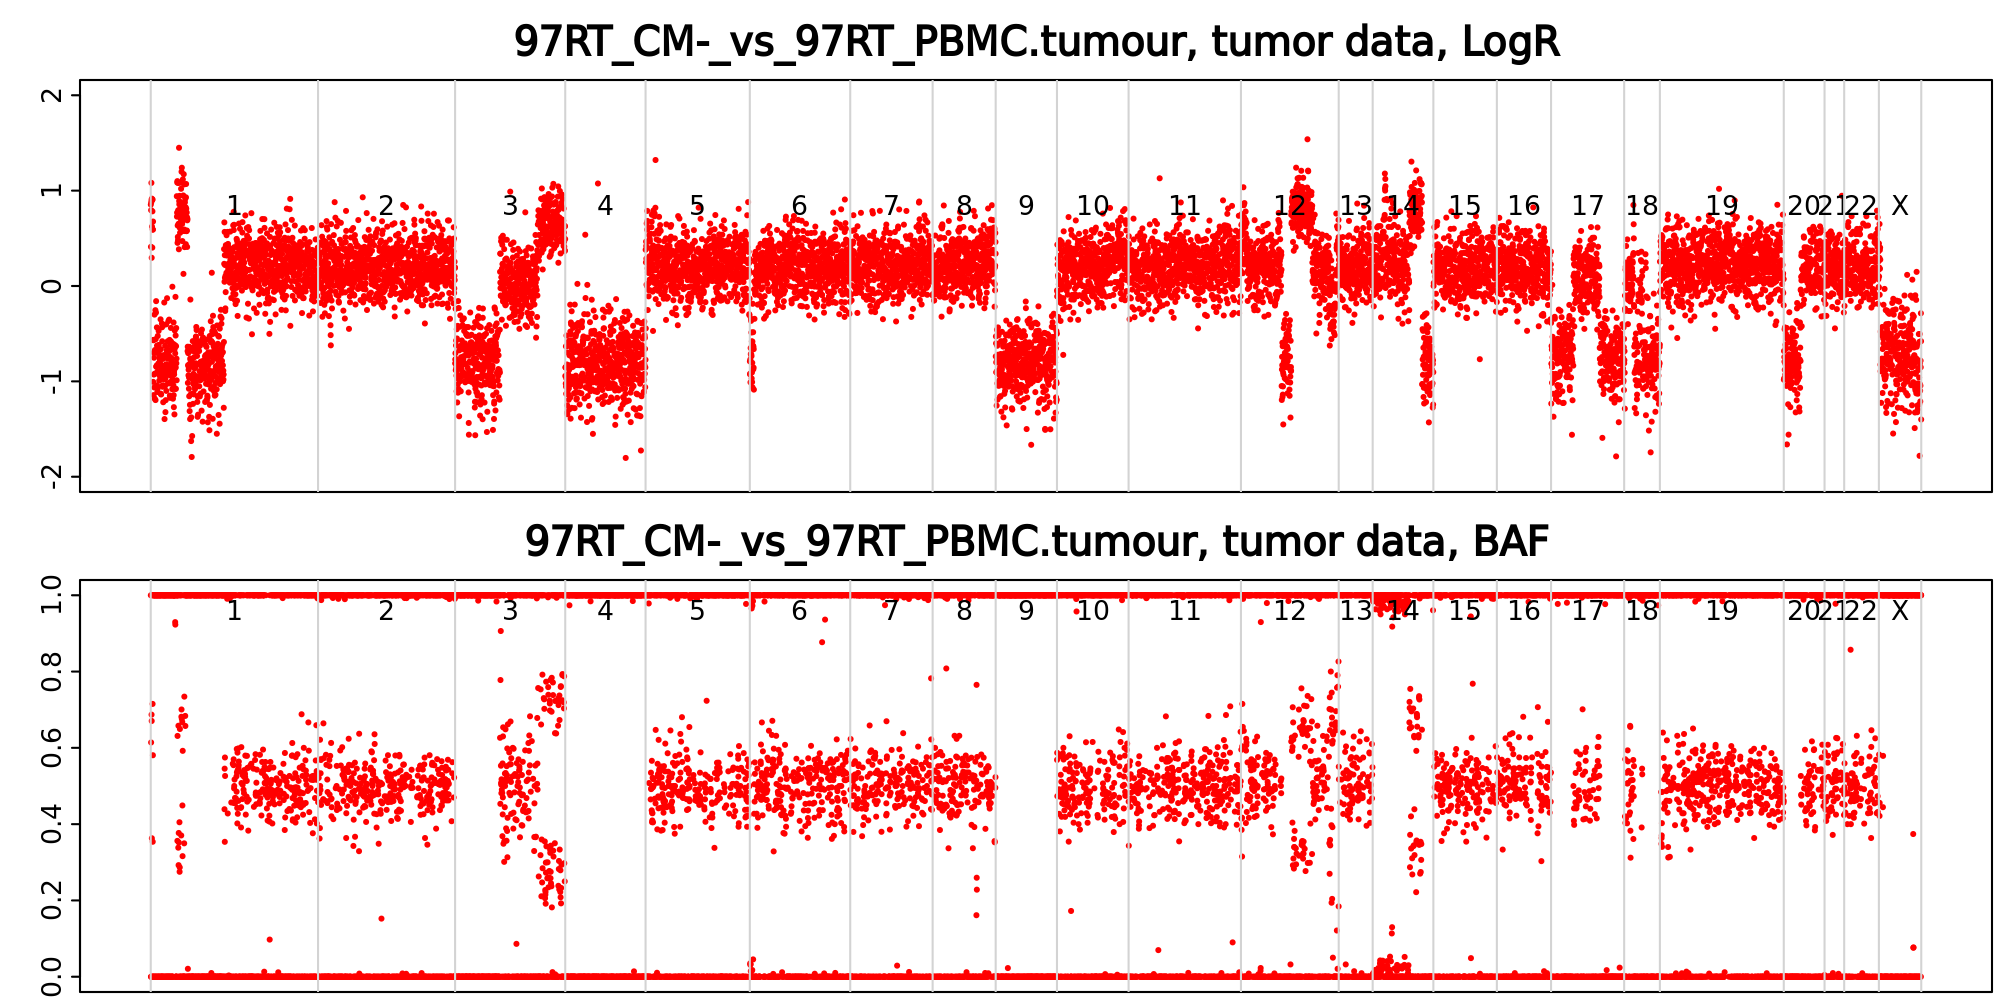 97RT_CM-_vs_97RT_PBMC.tumour, tumor data, LogR
2
1
0
-1
-2
1 2 3 4 5 6 7 8 9 10 11 12 13 14 15 16 17 18 19 20 21 22 X
97RT_CM-_vs_97RT_PBMC.tumour, tumor data, BAF
1.0
0.8
0.6
0.4
0.2
0.0
1 2 3 4 5 6 7 8 9 10 11 12 13 14 15 16 17 18 19 20 21 22 X